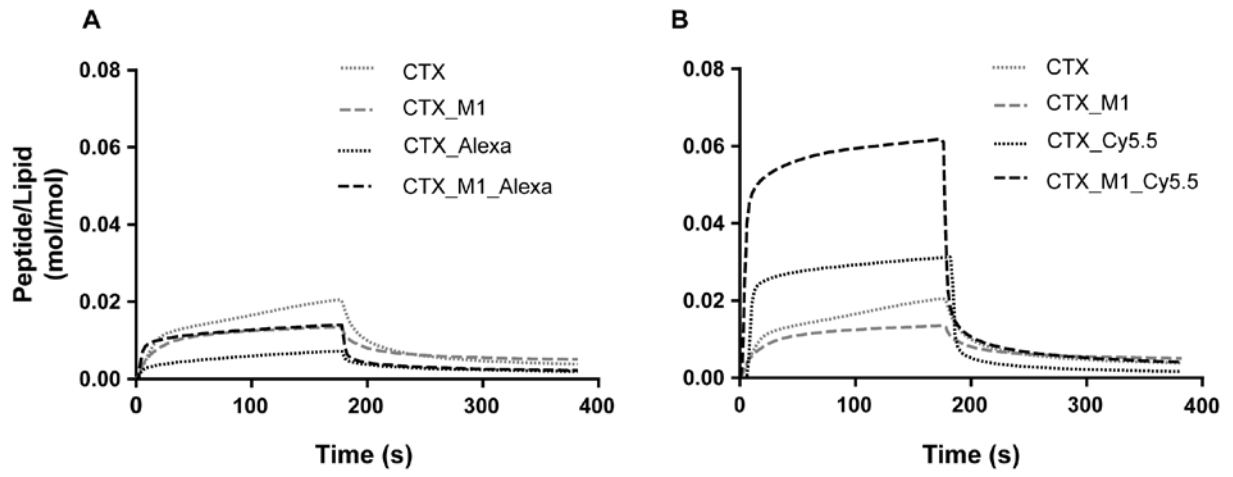 A
0.08
0.06
0.04
0.02
0.00
Peptide/Lipid
(mol/mol)
CTX
CTX_M1
CTX_Alexa
CTX_M1_Alexa
0
100
200
300
400
Time (s)
B
0.08
0.06
0.04
0.02
0.00
CTX
CTX_M1
CTX_Cy5.5
CTX_M1_Cy5.5
0
100
200
300
400
Time (s)